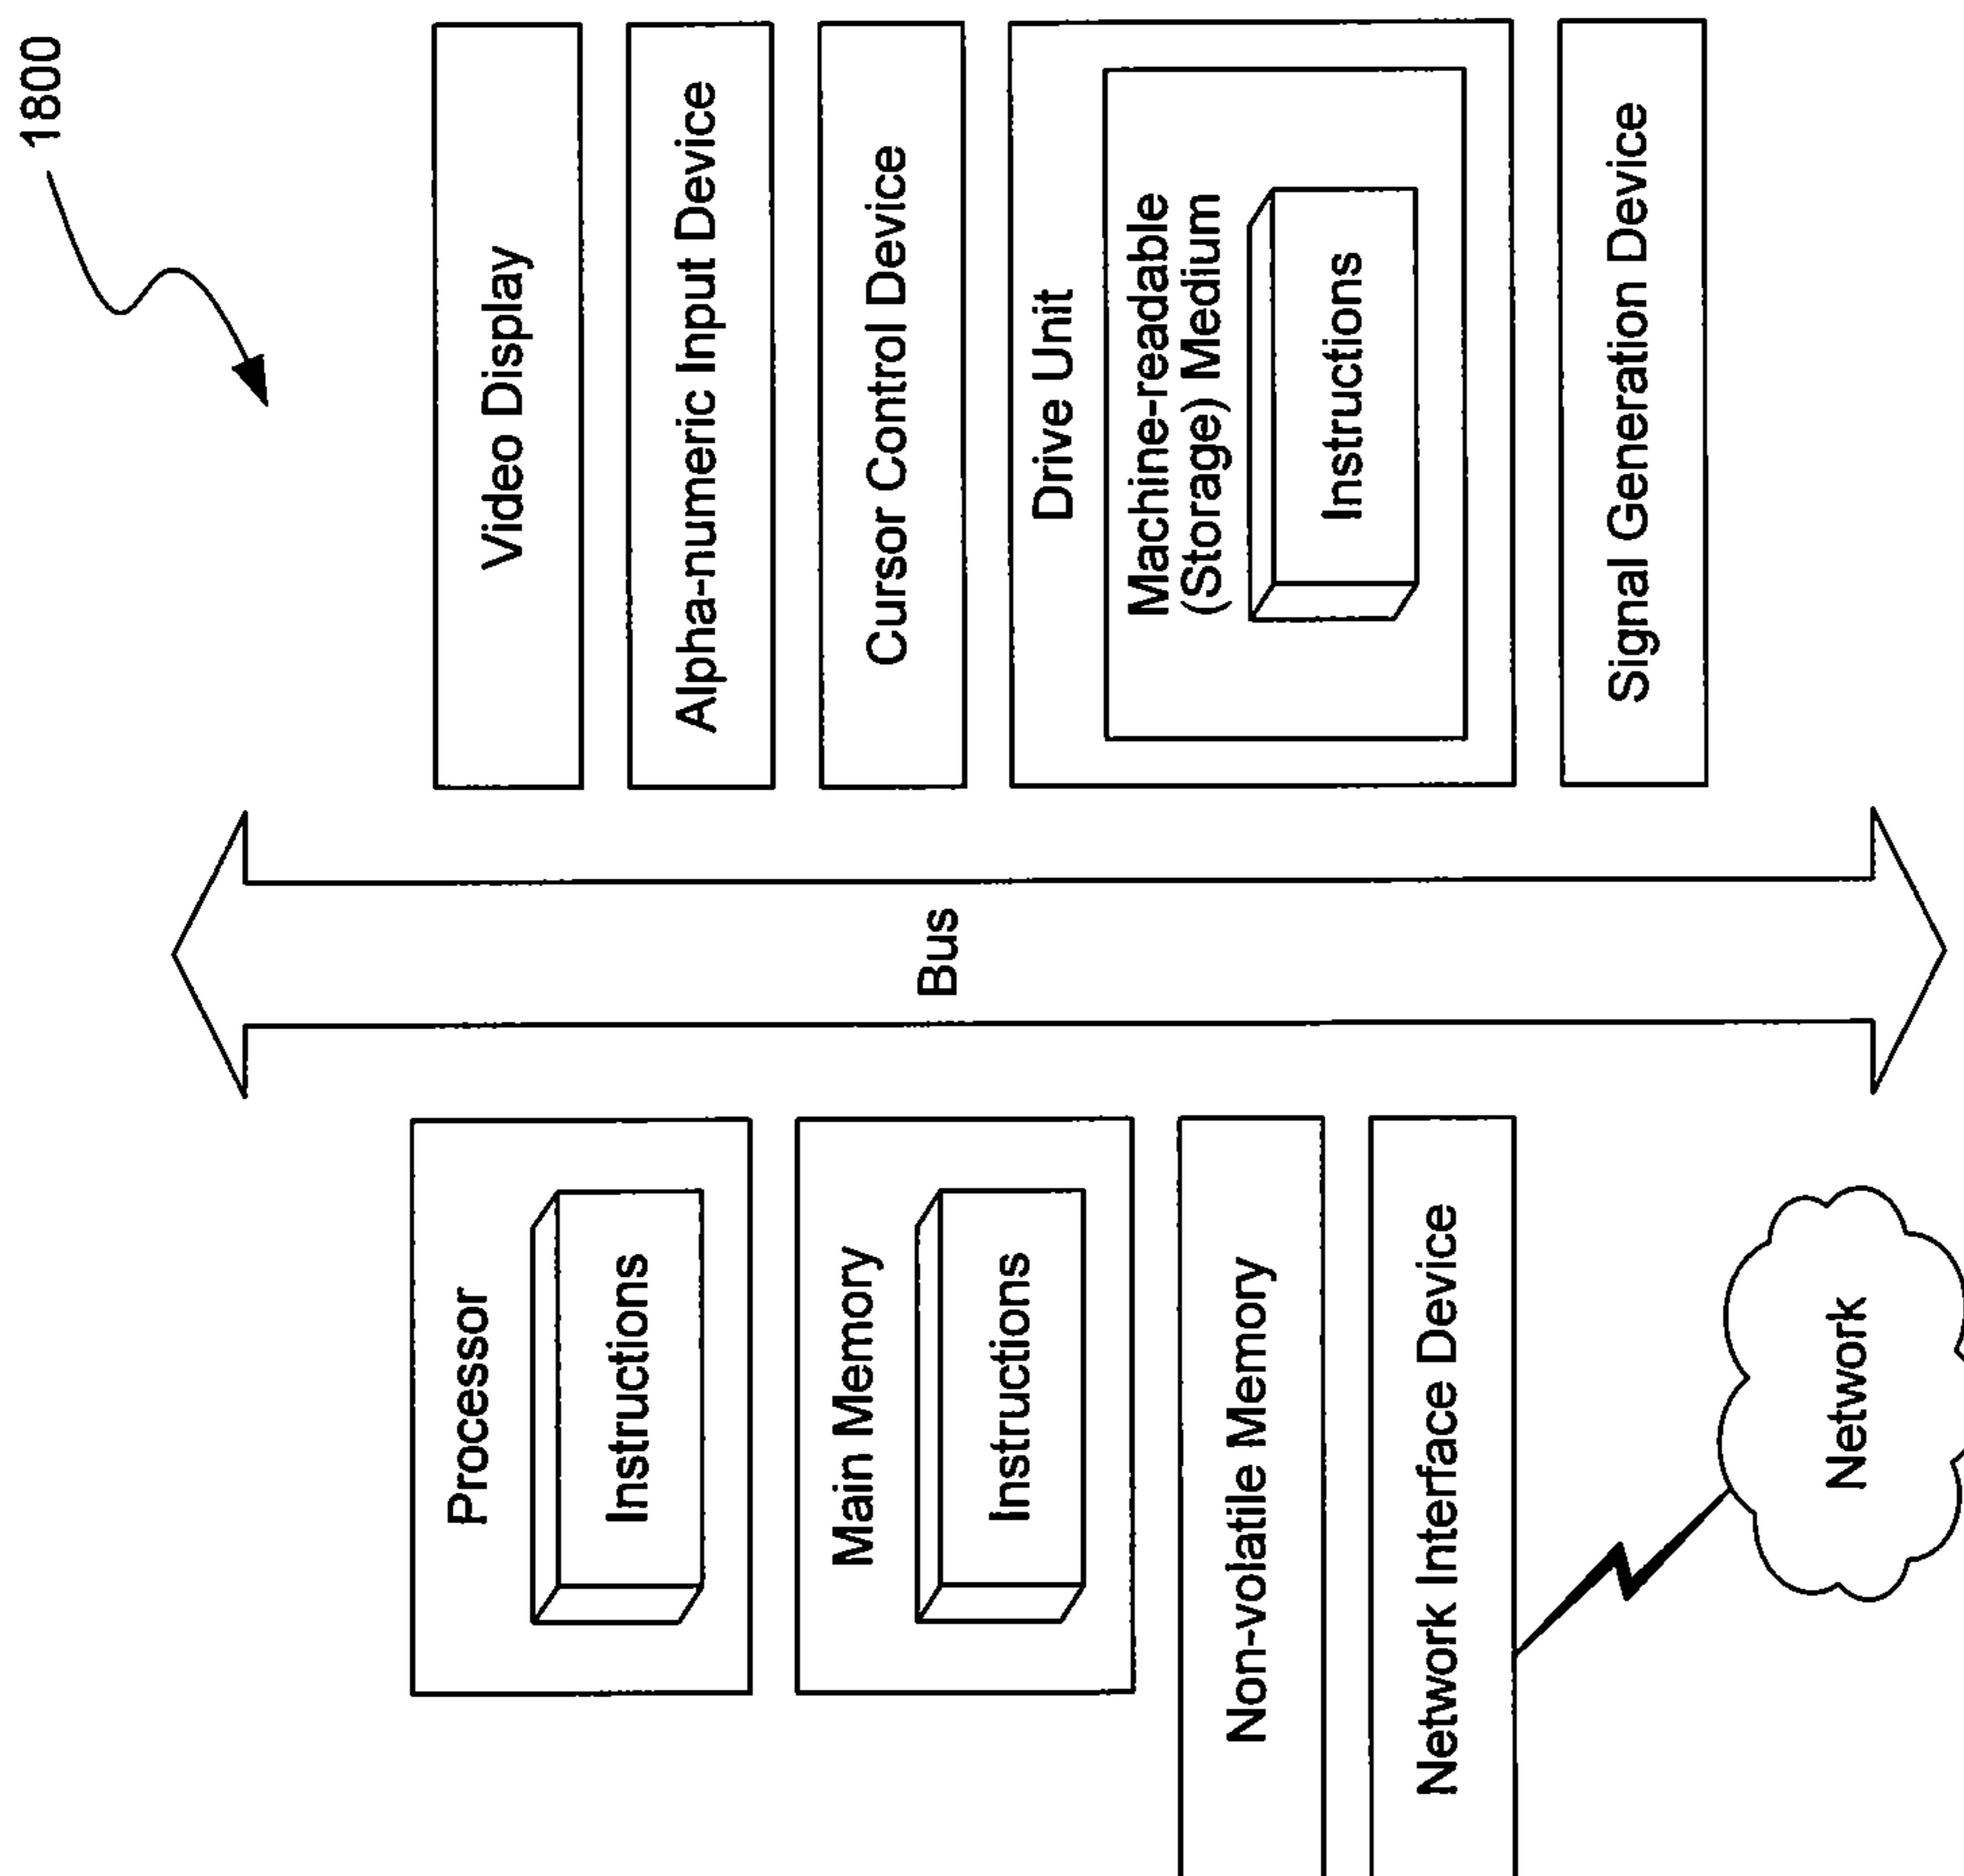 1800
Processor
Instructions
Main Memory
Instructions
Non-volatile Memory
Network Interface Device
Network
Bus
Video Display
Alpha-numeric Input Device
Cursor Control Device
Drive Unit
Machine-readable
(Storage) Medium
Instructions
Signal Generation Device